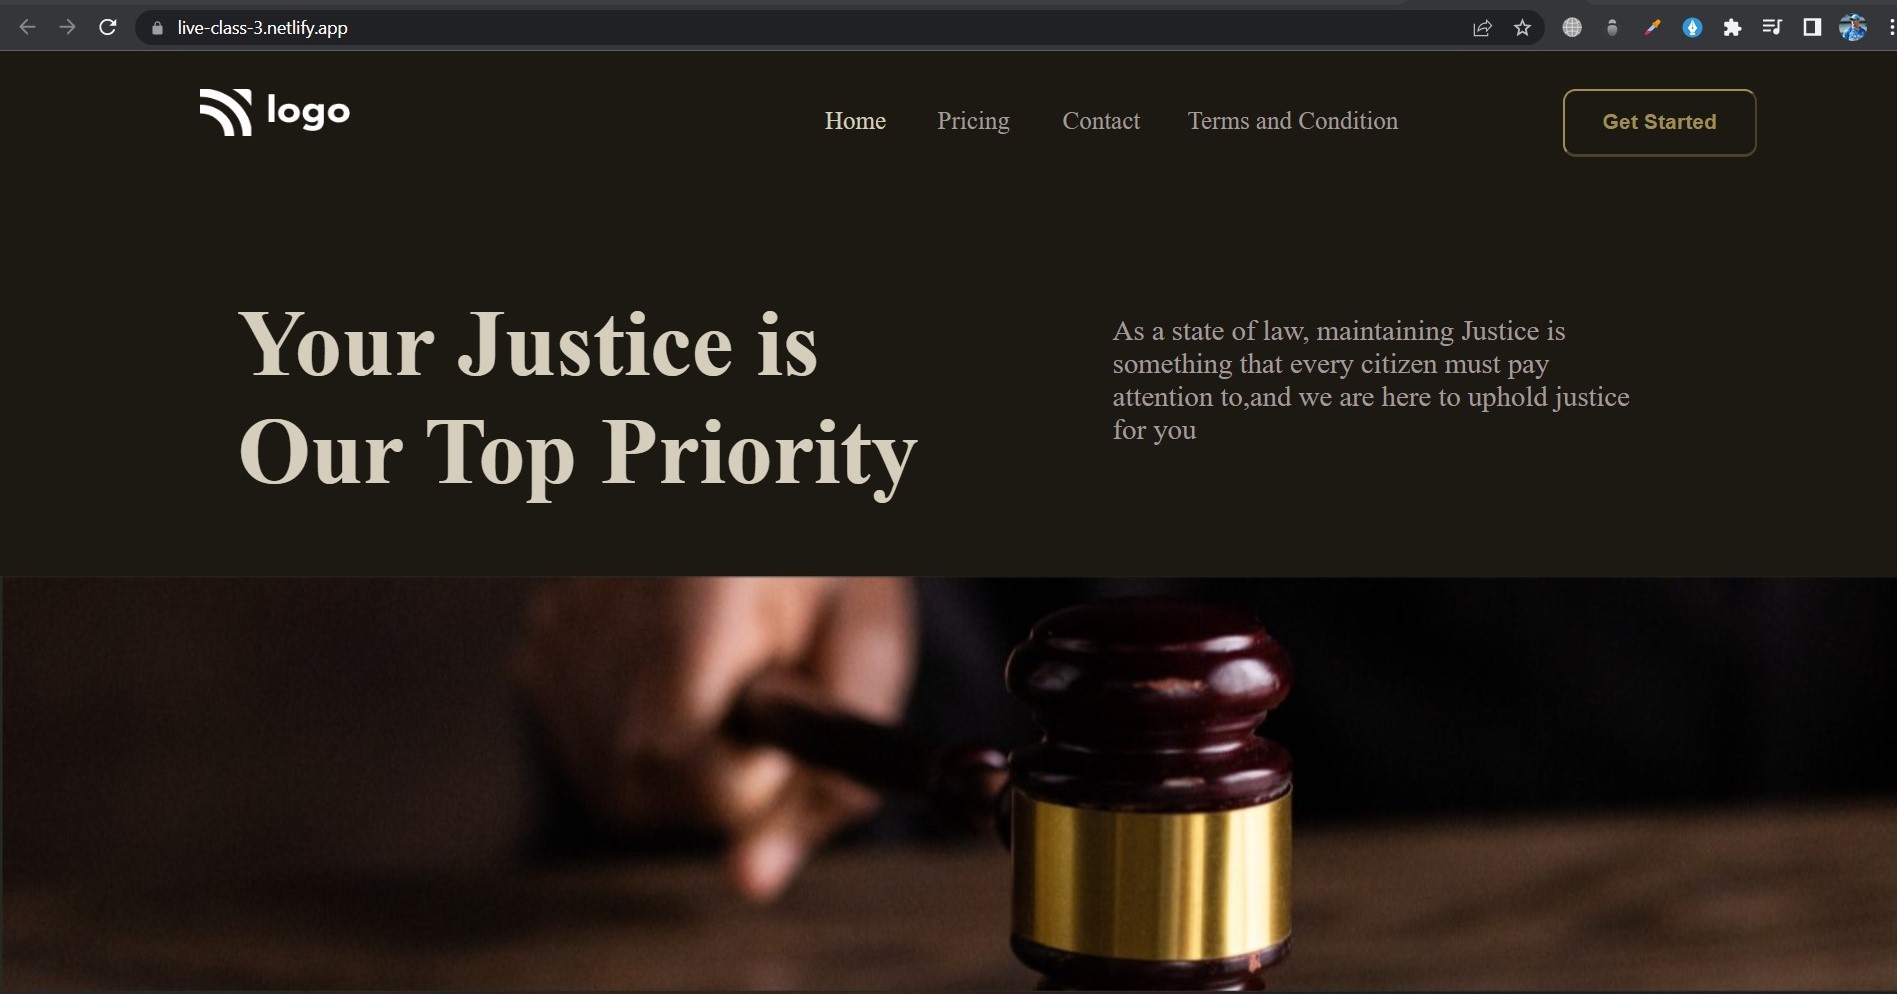 live-class-3.netlify.app
logo
Home Pricing Contact Terms and Condition Get Started
Your Justice is
Our Top Priority
As a state of law, maintaining Justice is
something that every citizen must pay
attention to,and we are here to uphold justice
for you